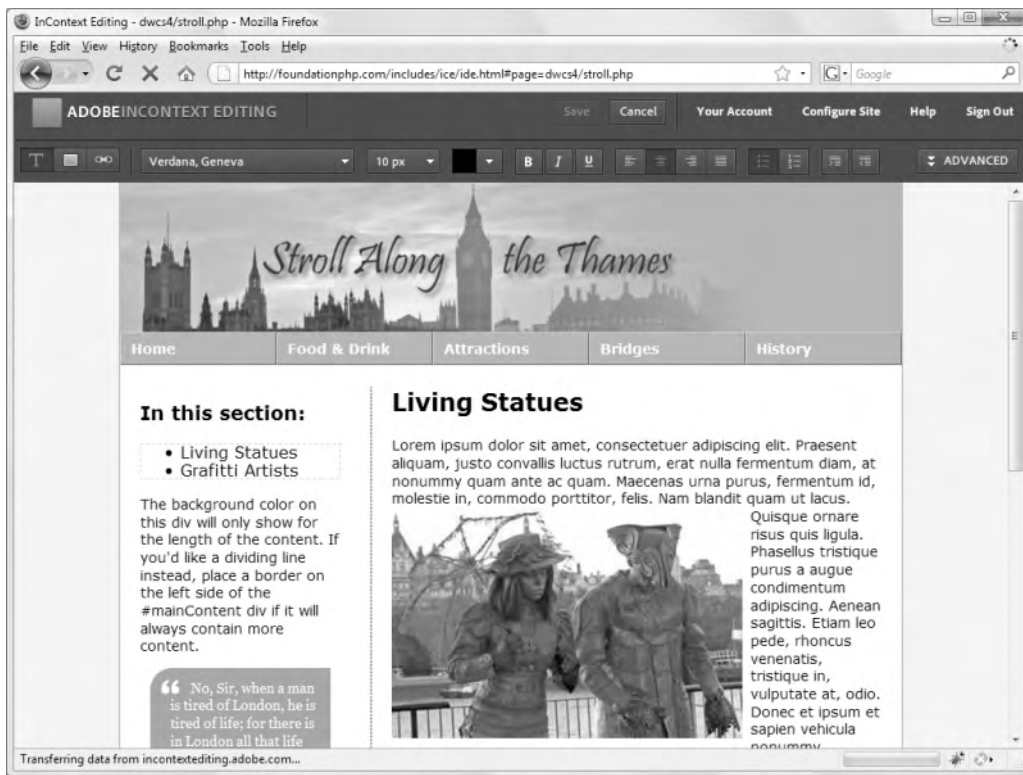 InContext Editing - dwcs4/stroll.php - Mozilla Firefox
File Edit View History Bookmarks Tools Help
http://foundationphp.com/includes/ice/ide.html#page=dwcs4/stroll.php
G Google
ADOBE INCONTEXT EDITING
Save Cancel Your Account Configure Site Help Sign Out
T Verdana, Geneva 10 px B I U ADVANCED
Stroll Along the Thames
Home Food & Drink Attractions Bridges History
In this section:
• Living Statues
• Grafitti Artists
The background color on
this div will only show for
the length of the content. If
you'd like a dividing line
instead, place a border on
the left side of the
#mainContent div if it will
always contain more
content.
“ No, Sir, when a man
is tired of London, he is
tired of life; for there is
in London all that life
Living Statues
Lorem ipsum dolor sit amet, consectetuer adipiscing elit. Praesent
aliquam, justo convallis luctus rutrum, erat nulla fermentum diam, at
nonummy quam ante ac quam. Maecenas urna purus, fermentum id,
molestie in, commodo porttitor, felis. Nam blandit quam ut lacus.
Quisque ornare
risus quis ligula.
Phasellus tristique
purus a augue
condimentum
adipiscing. Aenean
sagittis. Etiam leo
pede, rhoncus
venenatis,
tristique in,
vulputate at, odio.
Donec et ipsum et
sapien vehicula
nonummy
Transferring data from incontextediting.adobe.com...